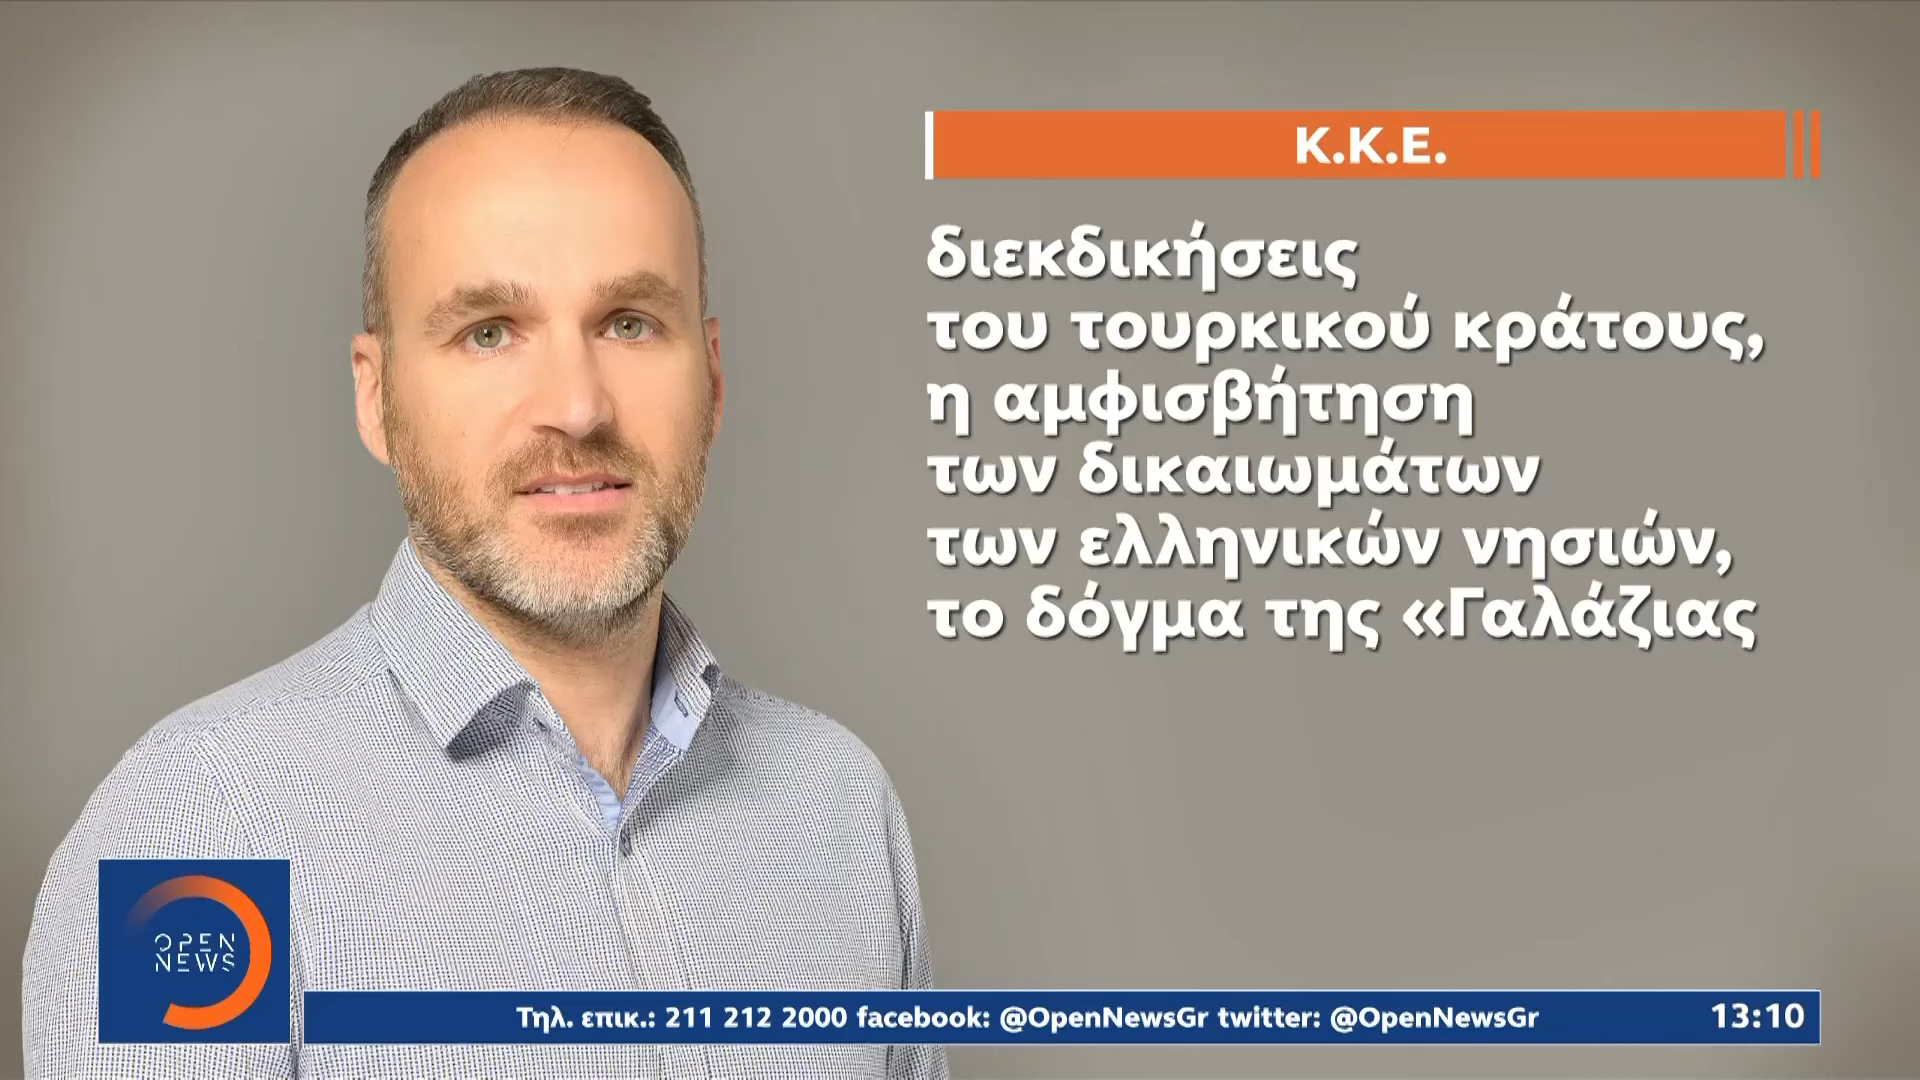 Κ.Κ.Ε.
διεκδικήσεις
του τουρκικού κράτους,
η αμφισβήτηση
των δικαιωμάτων
των ελληνικών νησιών,
το δόγμα της «Γαλάζιας
OPEN
NEWS
Τηλ. επικ.: 211 212 2000 facebook: @OpenNewsGr twitter: @OpenNewsGr
13:10